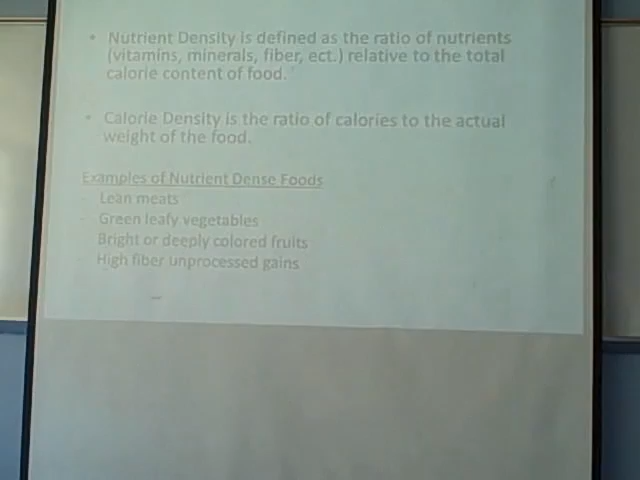 • Nutrient Density is defined as the ratio of nutrients
(vitamins, minerals, fiber, ect.) relative to the total
calorie content of food.
• Calorie Density is the ratio of calories to the actual
weight of the food.
Examples of Nutrient Dense Foods
- Lean meats
- Green leafy vegetables
- Bright or deeply colored fruits
- High fiber unprocessed gains